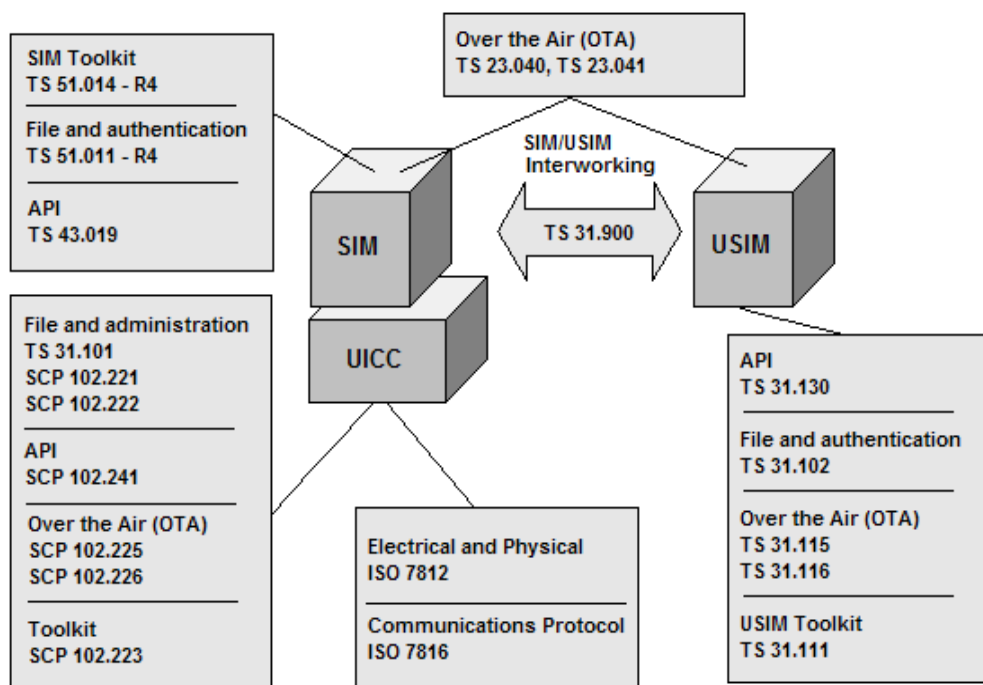 SIM Toolkit
TS 51.014 - R4
File and authentication
TS 51.011 - R4
API
TS 43.019
Over the Air (OTA)
TS 23.040, TS 23.041
SIM/USIM
Interworking
TS 31.900
SIM
USIM
UICC
File and administration
TS 31.101
SCP 102.221
SCP 102.222
API
SCP 102.241
Over the Air (OTA)
SCP 102.225
SCP 102.226
Toolkit
SCP 102.223
Electrical and Physical
ISO 7812
Communications Protocol
ISO 7816
API
TS 31.130
File and authentication
TS 31.102
Over the Air (OTA)
TS 31.115
TS 31.116
USIM Toolkit
TS 31.111